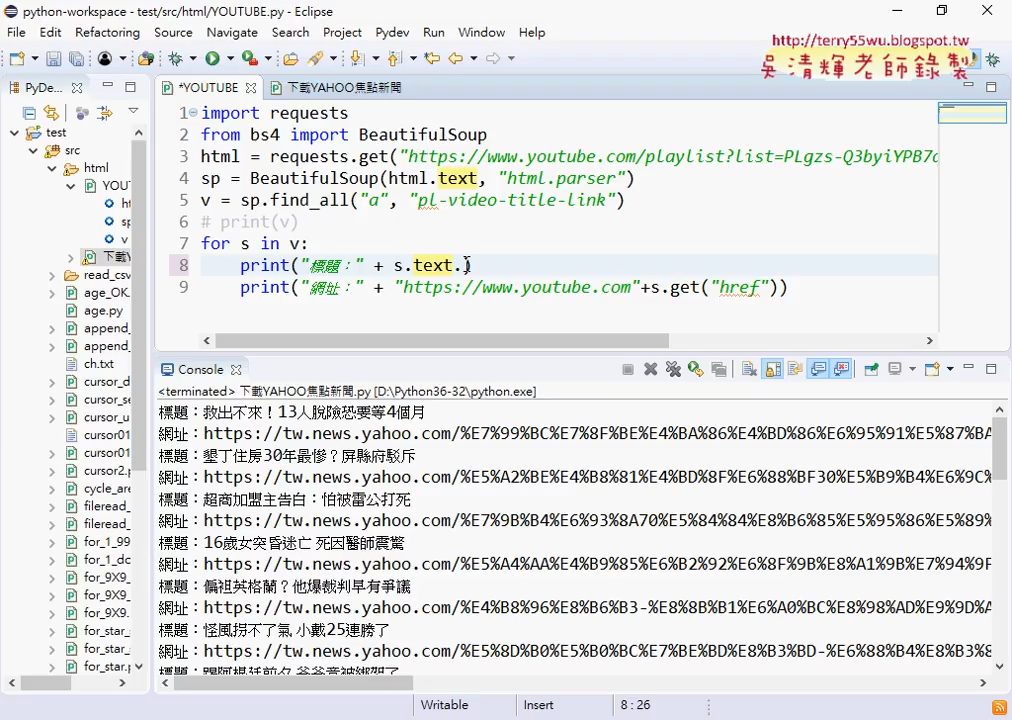 python-workspace - test/src/html/YOUTUBE.py - Eclipse
File Edit Refactoring Source Navigate Search Project Pydev Run Window Help
http://terry55wu.blogspot.tw
吳清輝老師錄製
PyDe...
*YOUTUBE
下載YAHOO焦點新聞
test
src
html
YOUT
ht
sp
v
下載Y
read_csv
age_OK.
age.py
append_
append_
ch.txt
cursor_d
cursor_se
cursor_u
cursor01
cursor01
cursor2.p
cycle_are
fileread_
fileread_
for_1_99
for_1_dc
for_9X9_
for_9X9_
for_9X9.
for_star_
for_star_
for_star.p
1 import requests
2 from bs4 import BeautifulSoup
3 html = requests.get("https://www.youtube.com/playlist?list=PLgzs-Q3byiYPB7c
4 sp = BeautifulSoup(html.text, "html.parser")
5 v = sp.find_all("a", "pl-video-title-link")
6 # print(v)
7 for s in v:
8 print("標題：" + s.text.)
9 print("網址：" + "https://www.youtube.com"+s.get("href"))
Console
<terminated> 下載YAHOO焦點新聞.py [D:\Python36-32\python.exe]
標題：救出不來！13人脫險恐要等4個月
網址：https://tw.news.yahoo.com/%E7%99%BC%E7%8F%BE%E4%BA%86%E4%BD%86%E6%95%91%E5%87%BA
標題：墾丁住房30年最慘？屏縣府駁斥
網址：https://tw.news.yahoo.com/%E5%A2%BE%E4%B8%81%E4%BD%8F%E6%88%BF30%E5%B9%B4%E6%9C
標題：超商加盟主告白：怕被雷公打死
網址：https://tw.news.yahoo.com/%E7%9B%B4%E6%93%8A70%E5%84%84%E8%B6%85%E5%95%86%E5%89
標題：16歲女突昏迷亡 死因醫師震驚
網址：https://tw.news.yahoo.com/%E5%A4%AA%E4%B9%85%E6%B2%92%E6%8F%9B%E8%A1%9B%E7%94%9F
標題：偏袒英格蘭？他爆裁判早有爭議
網址：https://tw.news.yahoo.com/%E4%B8%96%E8%B6%B3-%E8%8B%B1%E6%A0%BC%E8%98%AD%E9%9D%A
標題：怪風拐不了氣 小戴25連勝了
網址：https://tw.news.yahoo.com/%E5%8D%B0%E5%B0%BC%E7%BE%BD%E8%B3%BD-%E6%88%B4%E8%B3%8
Writable Insert 8 : 26